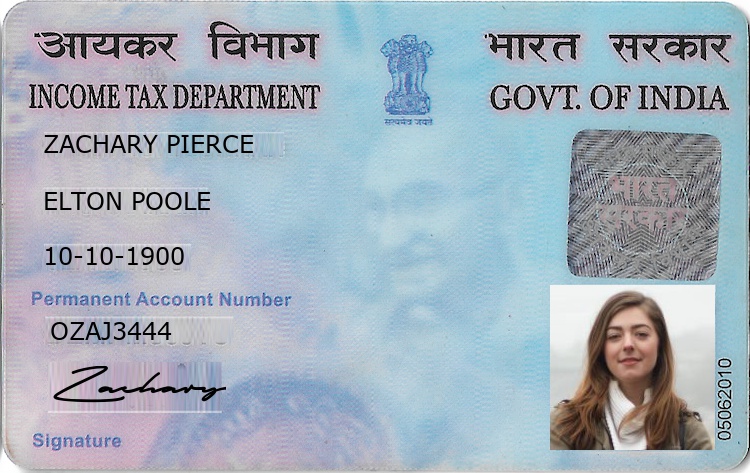 आयकर विभाग
भारत सरकार
INCOME TAX DEPARTMENT
GOVT. OF INDIA
सत्यमेव जयते
ZACHARY PIERCE
ELTON POOLE
भारत
सरकार
10-10-1900
Permanent Account Number
OZAJ3444
Zachary
Signature
05062010